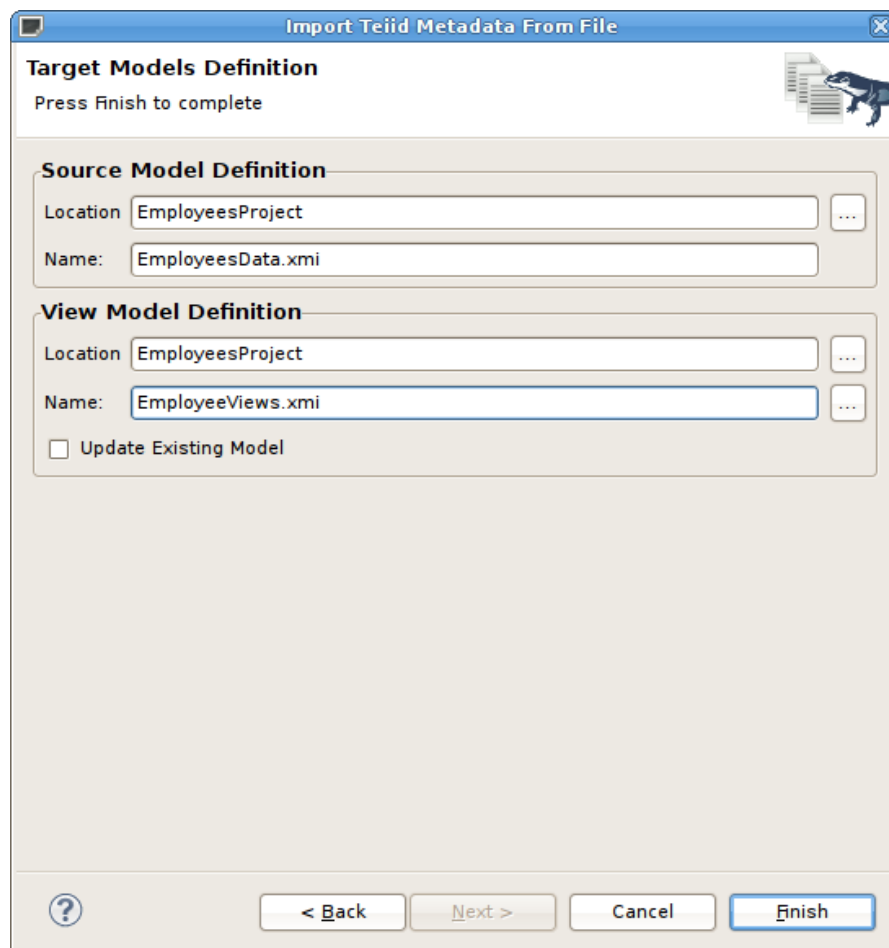 Import Teiid Metadata From File
Target Models Definition
Press Finish to complete
Source Model Definition
Location EmployeesProject ...
Name: EmployeesData.xmi
View Model Definition
Location EmployeesProject ...
Name: EmployeeViews.xmi ...
Update Existing Model
? < Back Next > Cancel Finish